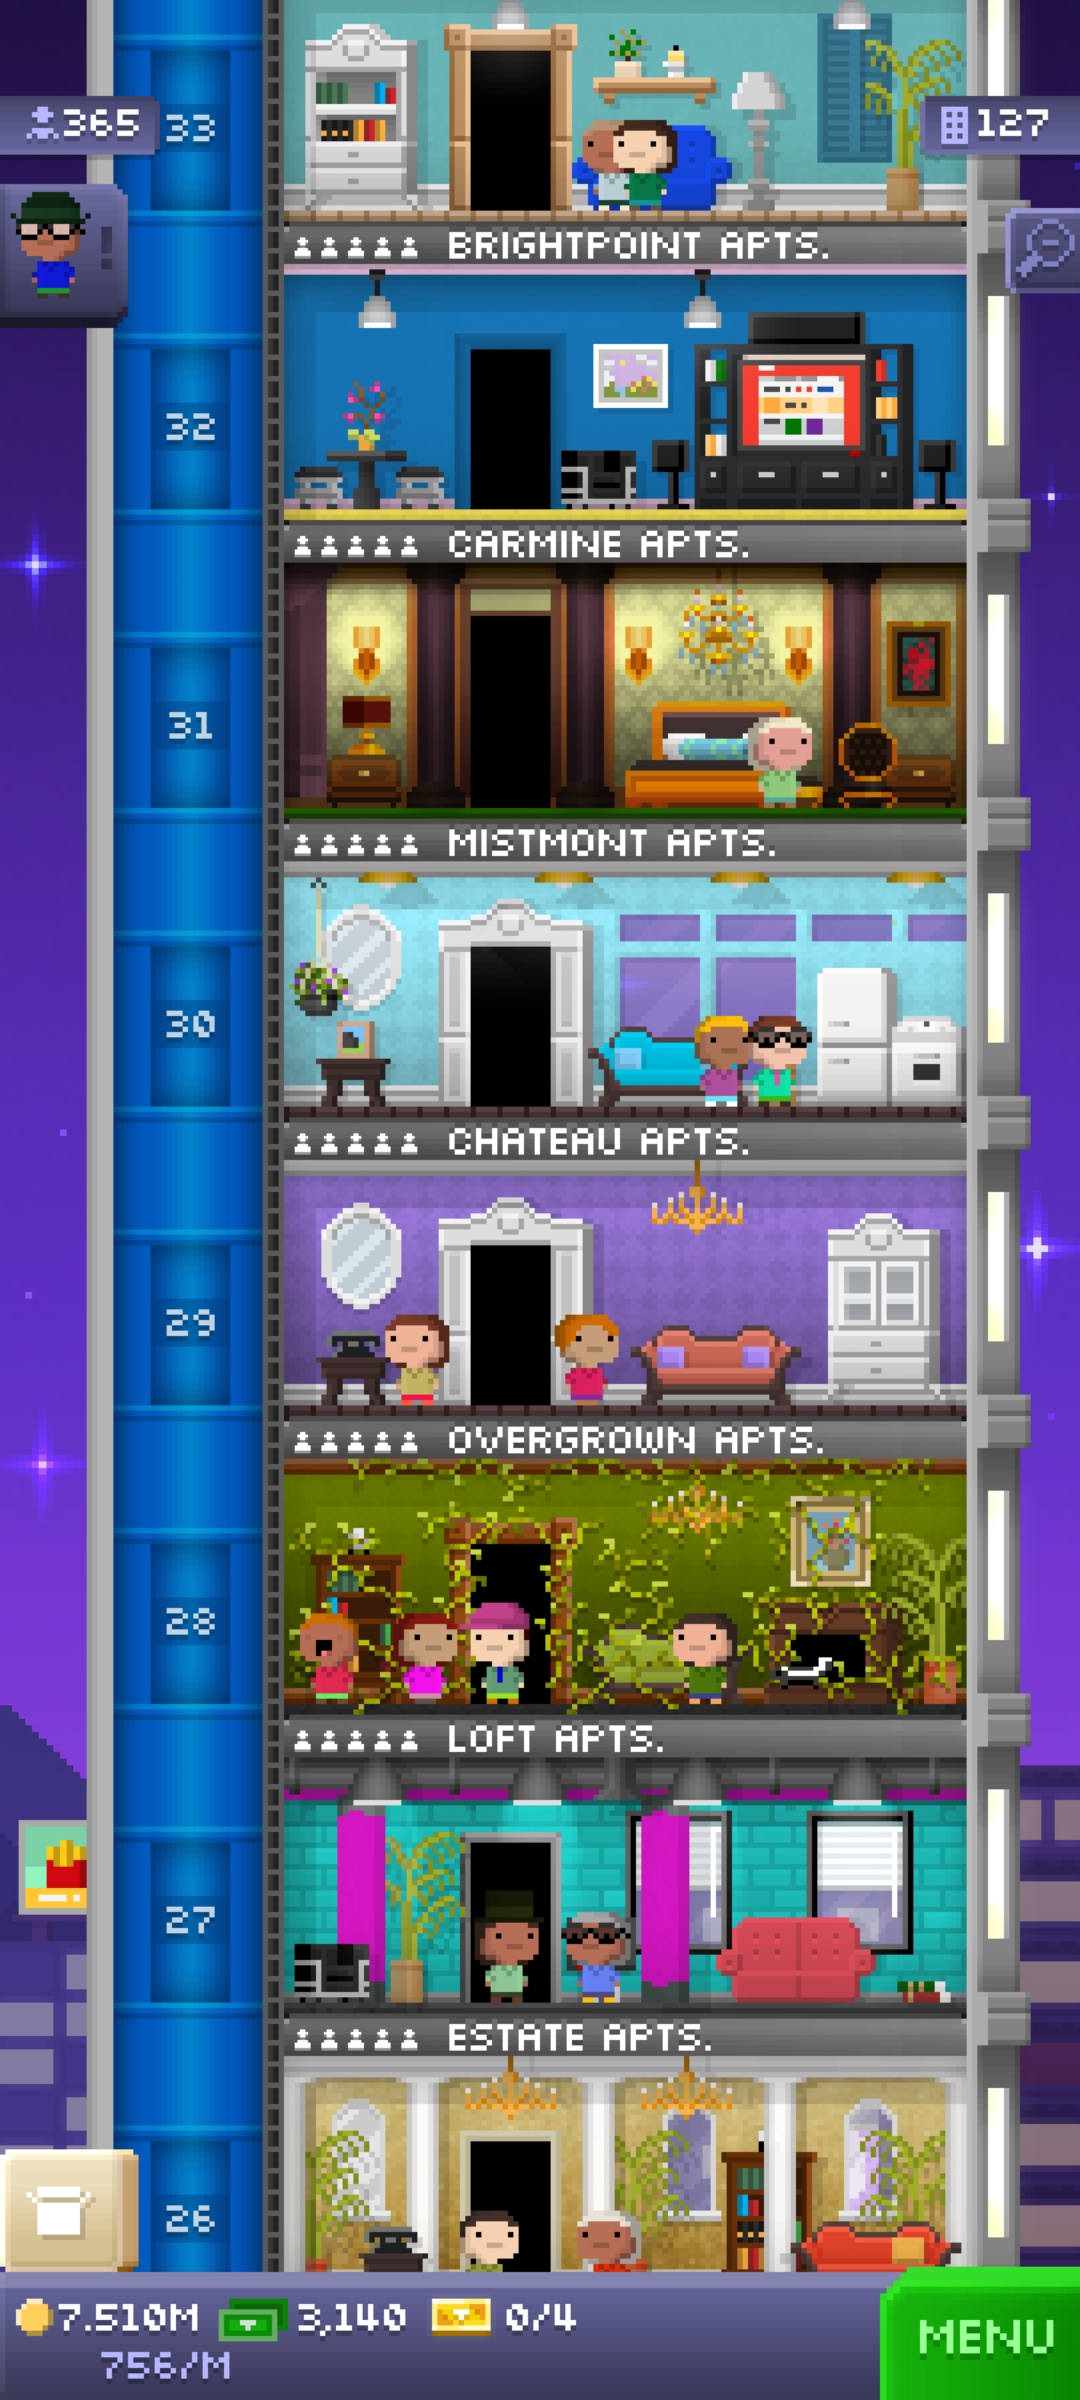 365
33
127
BRIGHTPOINT APTS.
32
CARMINE APTS.
31
MISTMONT APTS.
30
CHATEAU APTS.
29
OVERGROWN APTS.
28
LOFT APTS.
27
ESTATE APTS.
26
7.510M 3,140 0/4
756/M
MENU